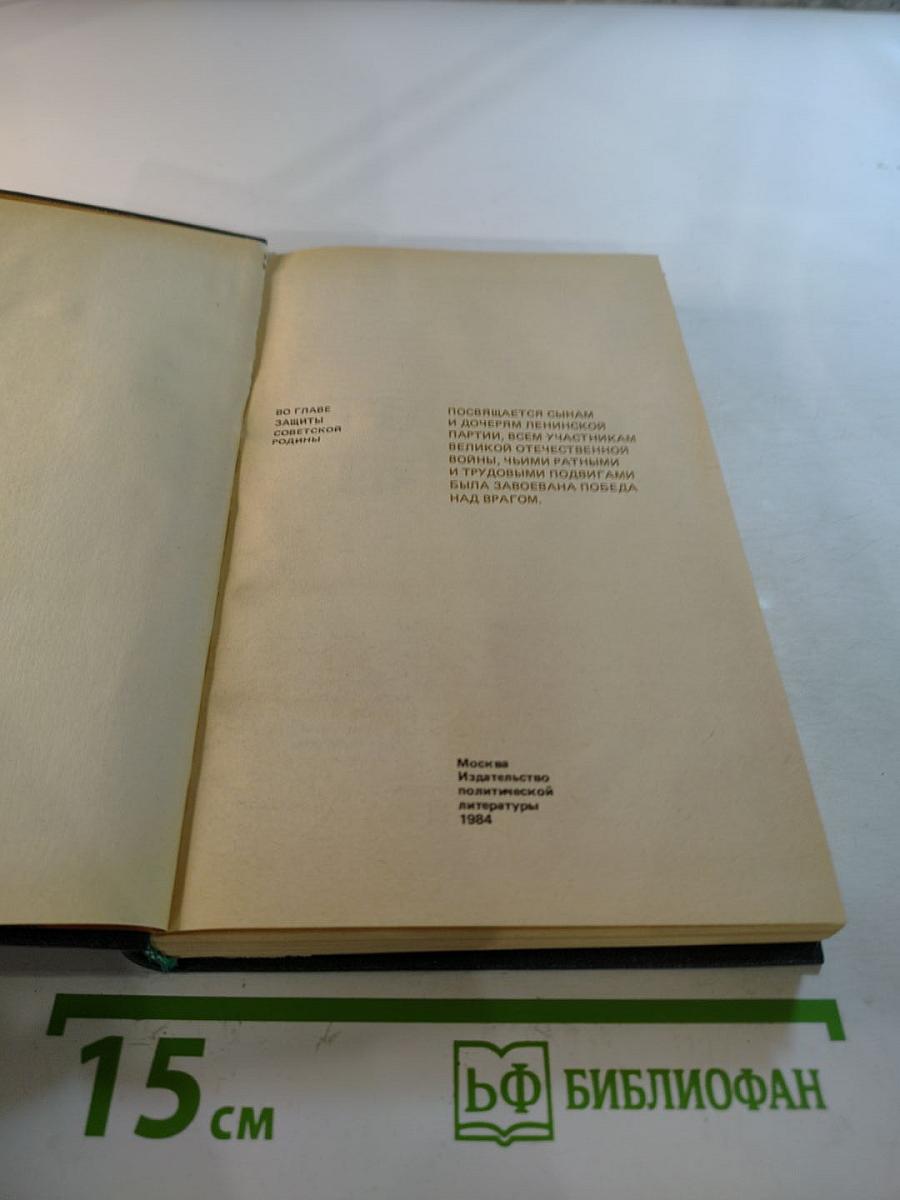 ВО ГЛАВЕ
ЗАЩИТЫ
СОВЕТСКОЙ
РОДИНЫ
ПОСВЯЩАЕТСЯ СЫНАМ
И ДОЧЕРЯМ ЛЕНИНСКОЙ
ПАРТИИ, ВСЕМ УЧАСТНИКАМ
ВЕЛИКОЙ ОТЕЧЕСТВЕННОЙ
ВОЙНЫ, ЧЬИМИ РАТНЫМИ
И ТРУДОВЫМИ ПОДВИГАМИ
БЫЛА ЗАВОЕВАНА ПОБЕДА
НАД ВРАГОМ.
Москва
Издательство
политической
литературы
1984
15 см
БФ БИБЛИОФАН